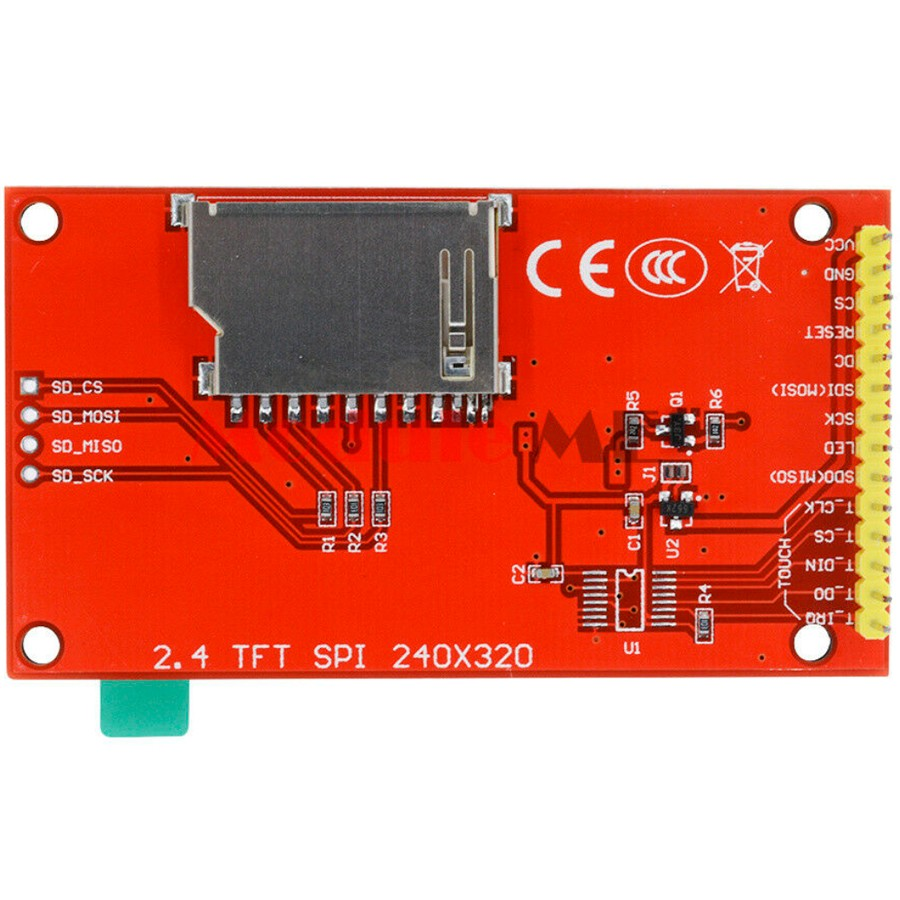 CE
CCC
VCC
GND
CS
RESET
DC
SDI(MOSI)
SCK
LED
SDO(MISO)
T_CLK
T_CS
T_DIN
T_DO
T_IRQ
TOUCH
SD_CS
SD_MOSI
SD_MISO
SD_SCK
R5
Q1
R6
J1
R1
R2
R3
C1
U2
C2
R4
U1
2.4 TFT SPI 240X320